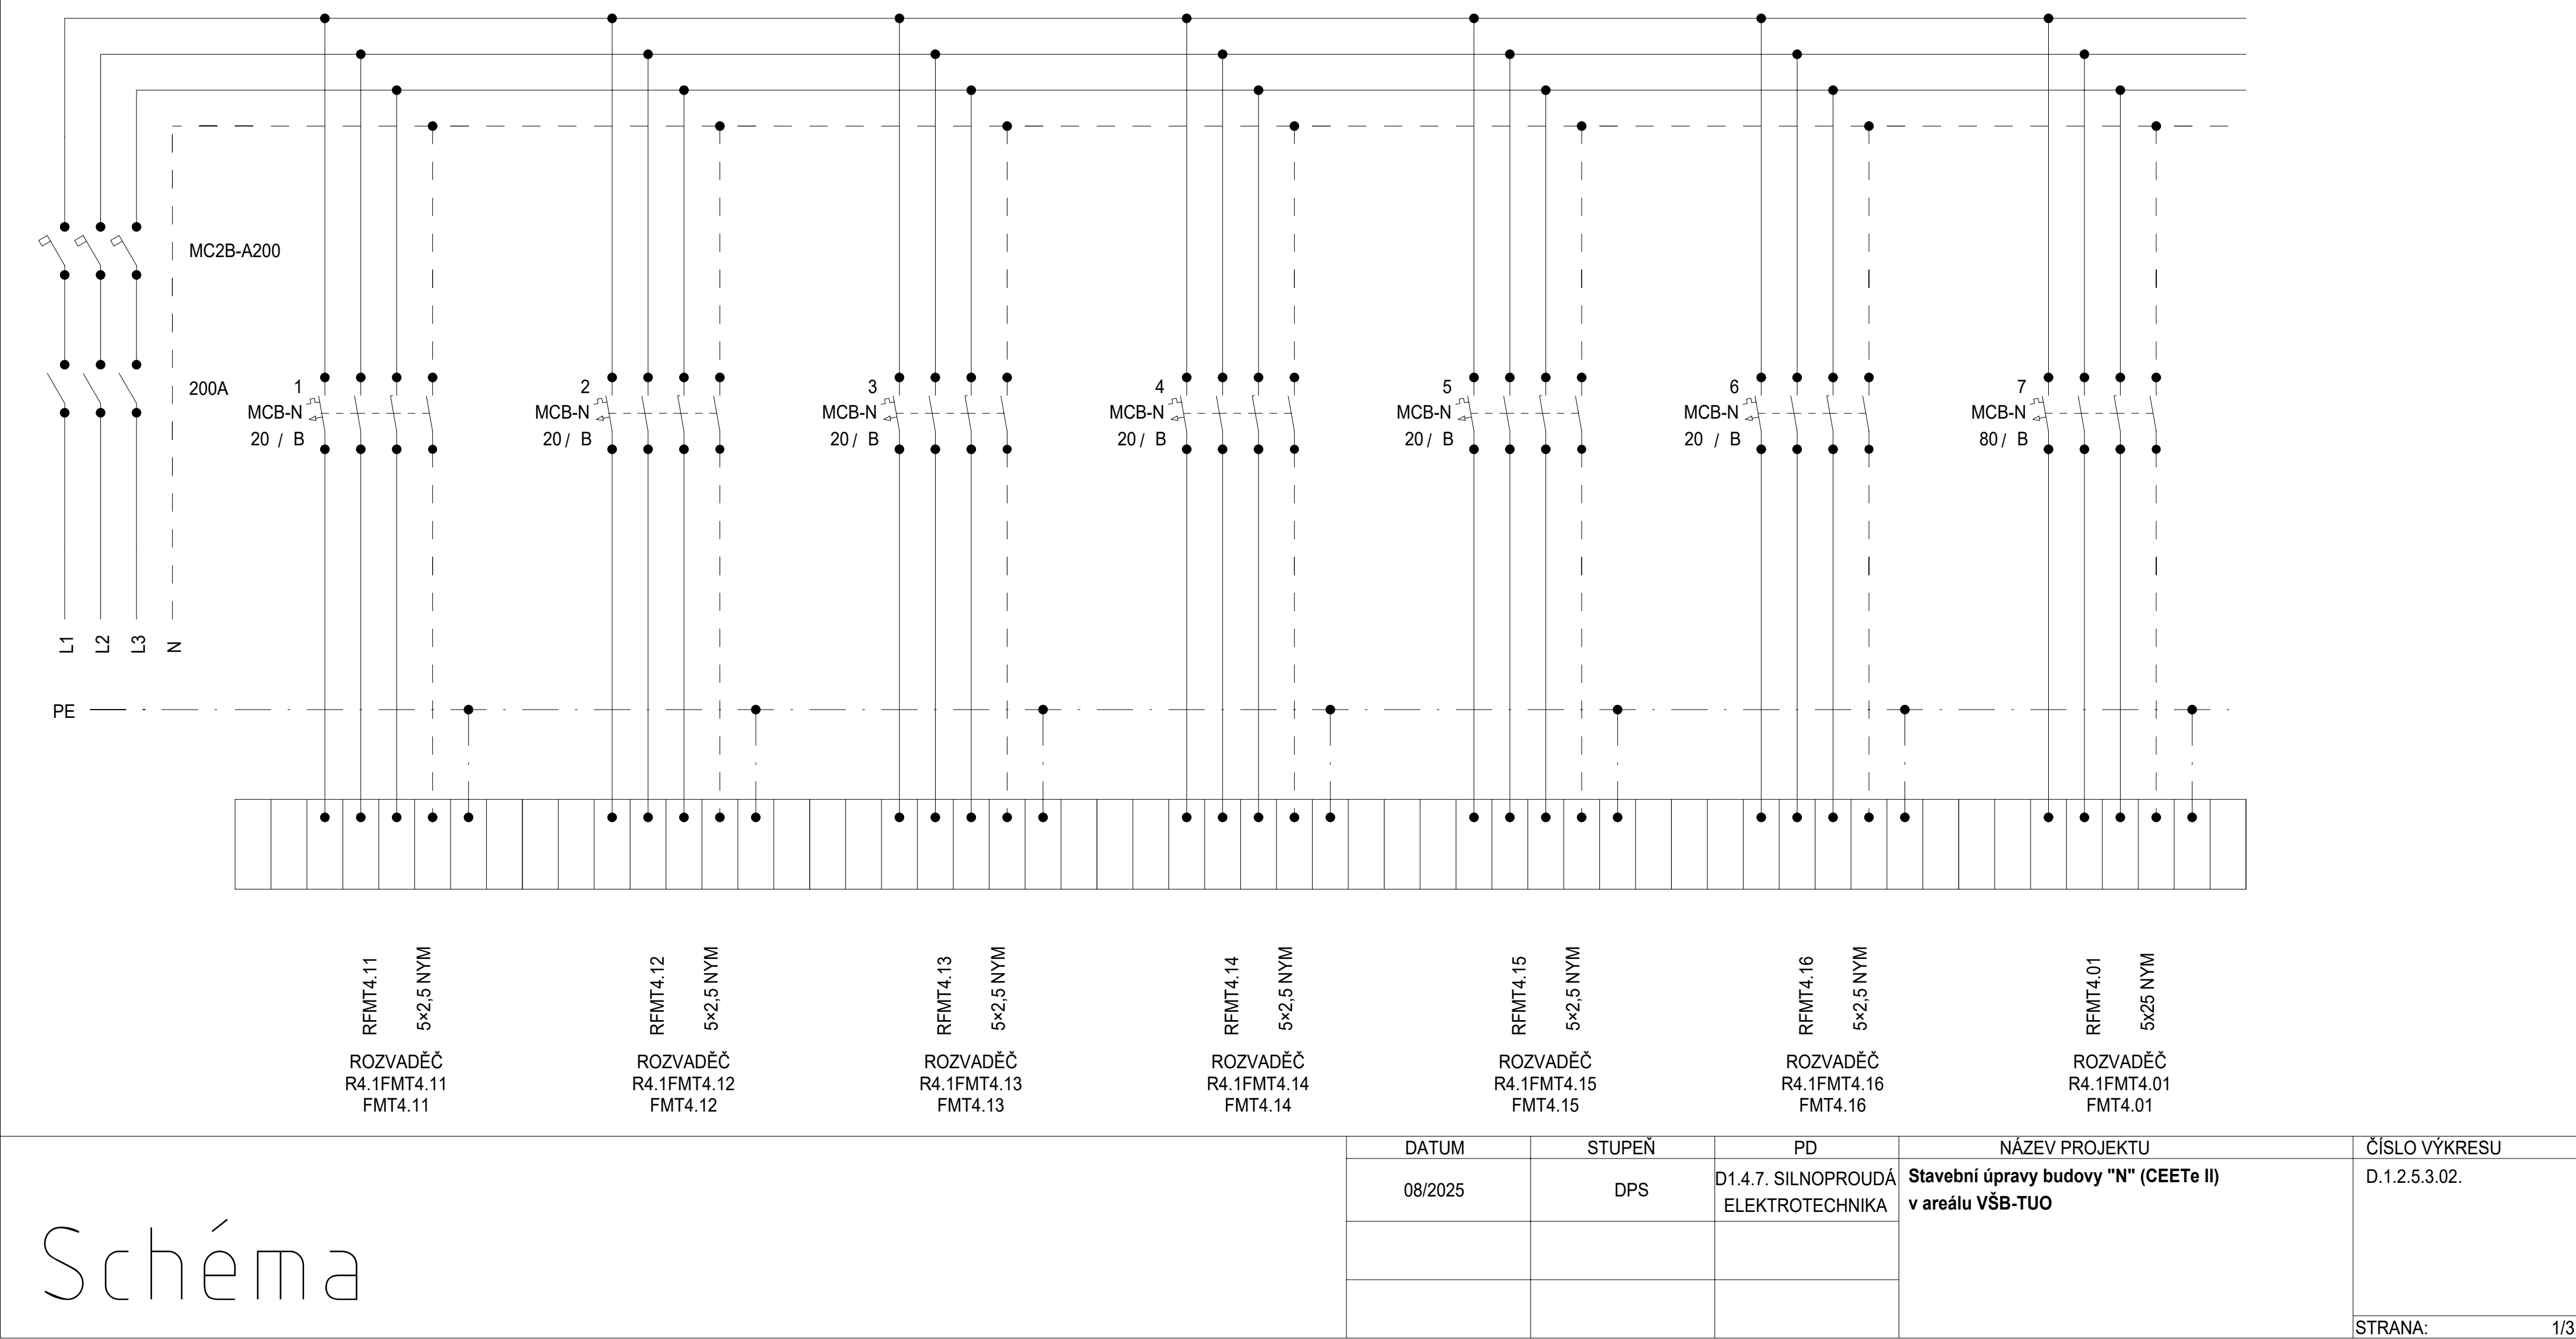 MC2B-A200
200A
L1
L2
L3
N
PE
1
MCB-N
20 / B
2
MCB-N
20 / B
3
MCB-N
20 / B
4
MCB-N
20 / B
5
MCB-N
20 / B
6
MCB-N
20 / B
7
MCB-N
80 / B
RFMT4.11
5×2,5 NYM
ROZVADĚČ
R4.1FMT4.11
FMT4.11
RFMT4.12
5×2,5 NYM
ROZVADĚČ
R4.1FMT4.12
FMT4.12
RFMT4.13
5×2,5 NYM
ROZVADĚČ
R4.1FMT4.13
FMT4.13
RFMT4.14
5×2,5 NYM
ROZVADĚČ
R4.1FMT4.14
FMT4.14
RFMT4.15
5×2,5 NYM
ROZVADĚČ
R4.1FMT4.15
FMT4.15
RFMT4.16
5×2,5 NYM
ROZVADĚČ
R4.1FMT4.16
FMT4.16
RFMT4.01
5x25 NYM
ROZVADĚČ
R4.1FMT4.01
FMT4.01
Schéma
DATUM
08/2025
STUPEŇ
DPS
PD
D1.4.7. SILNOPROUDÁ
ELEKTROTECHNIKA
NÁZEV PROJEKTU
Stavební úpravy budovy "N" (CEETe II)
v areálu VŠB-TUO
ČÍSLO VÝKRESU
D.1.2.5.3.02.
STRANA: 1/3